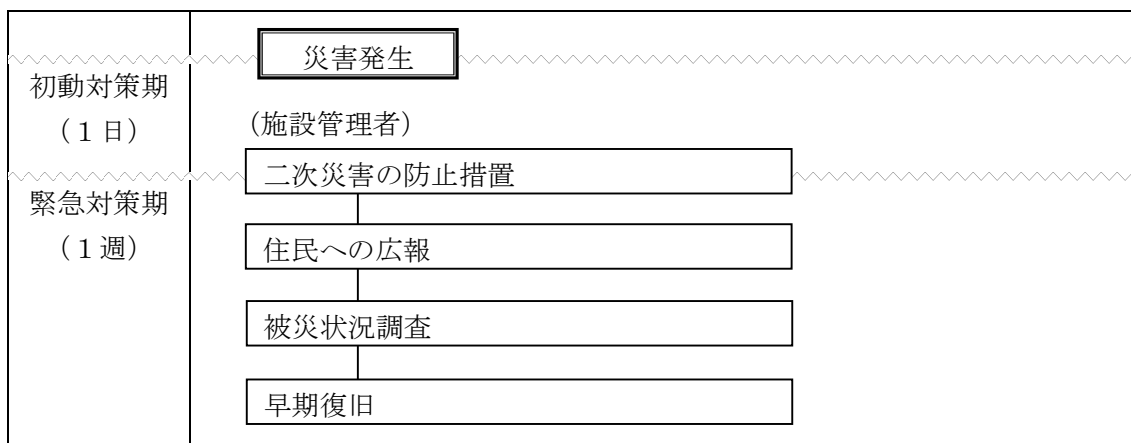 災害発生
初動対策期
（１日）
（施設管理者）
二次災害の防止措置
緊急対策期
（１週）
住民への広報
被災状況調査
早期復旧